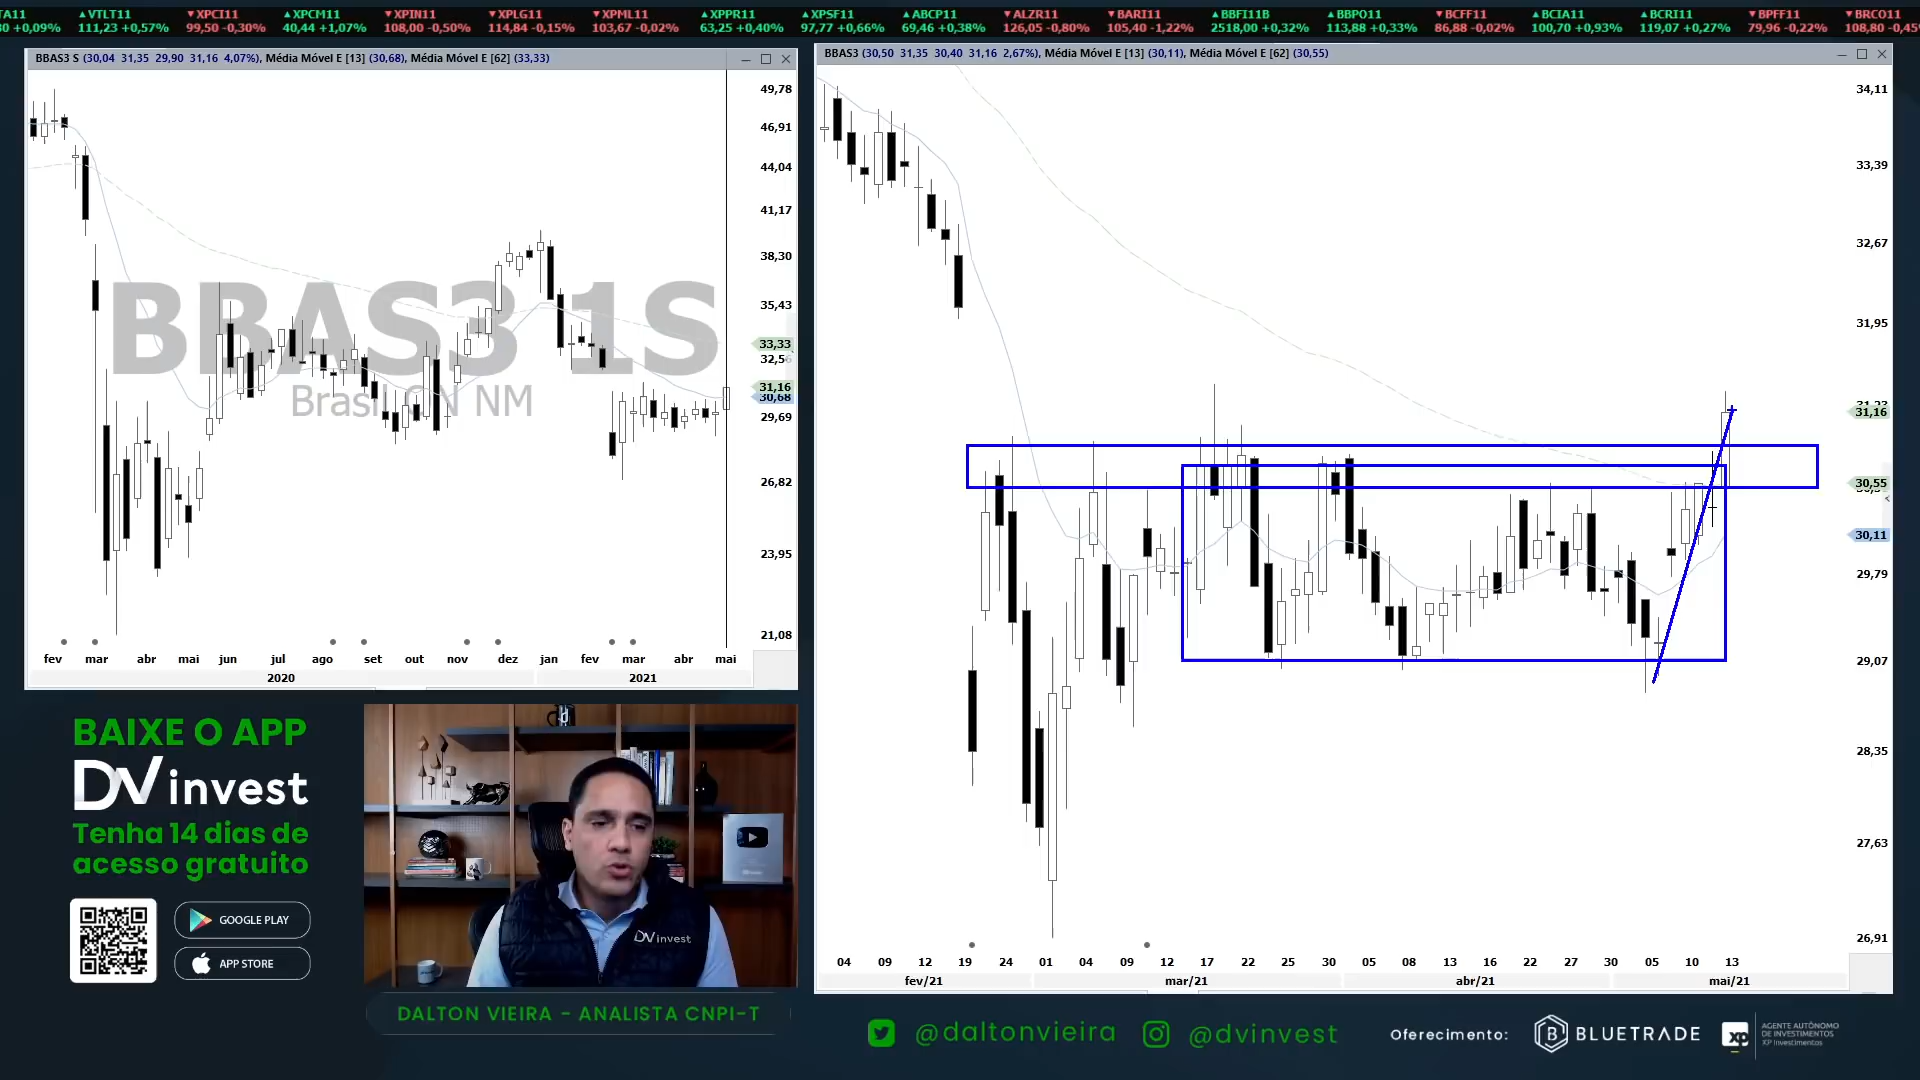 TA11 ▲VTLT11 ▼XPCI11 ▲XPCM11 ▼XPIN11 ▼XPLG11 ▼XPML11 ▲XPPR11 ▲XPSF11 ▲ABCP11 ▼ALZR11 ▼BARI11 ▲BBFI11B ▲BBPO11 ▼BCFF11 ▲BCIA11 ▲BCRI11 ▼BPFF11 ▼BRCO11
+0,09% 111,23 +0,57% 99,50 -0,30% 40,44 +1,07% 108,00 -0,50% 114,84 -0,15% 103,67 -0,02% 63,25 +0,40% 97,77 +0,66% 69,46 +0,38% 126,05 -0,80% 105,40 -1,22% 2518,00 +0,32% 113,88 +0,33% 86,88 -0,02% 100,70 +0,93% 119,07 +0,27% 79,96 -0,22% 108,80 -0,45
BBAS3 S (30,04 31,35 29,90 31,16 4,07%), Média Móvel E [13] (30,68), Média Móvel E [62] (33,33)
49,78
46,91
44,04
41,17
38,30
35,43
33,33
32,56
31,16
30,68
29,69
26,82
23,95
21,08
BBAS3 1S
Brasil ON NM
fev mar abr mai jun jul ago set out nov dez jan fev mar abr mai
2020 2021
BBAS3 (30,50 31,35 30,40 31,16 2,67%), Média Móvel E [13] (30,11), Média Móvel E [62] (30,55)
34,11
33,39
32,67
31,95
31,16
30,55
30,11
29,79
29,07
28,35
27,63
26,91
04 09 12 19 24 01 04 09 12 17 22 25 30 05 08 13 16 22 27 30 05 10 13
fev/21 mar/21 abr/21 mai/21
BAIXE O APP
DV invest
Tenha 14 dias de
acesso gratuito
GOOGLE PLAY
APP STORE
DV invest
DALTON VIEIRA - ANALISTA CNPI-T
@daltonvieira @dvinvest
Oferecimento: BLUETRADE xp
AGENTE AUTÔNOMO
DE INVESTIMENTOS
XP Investimentos